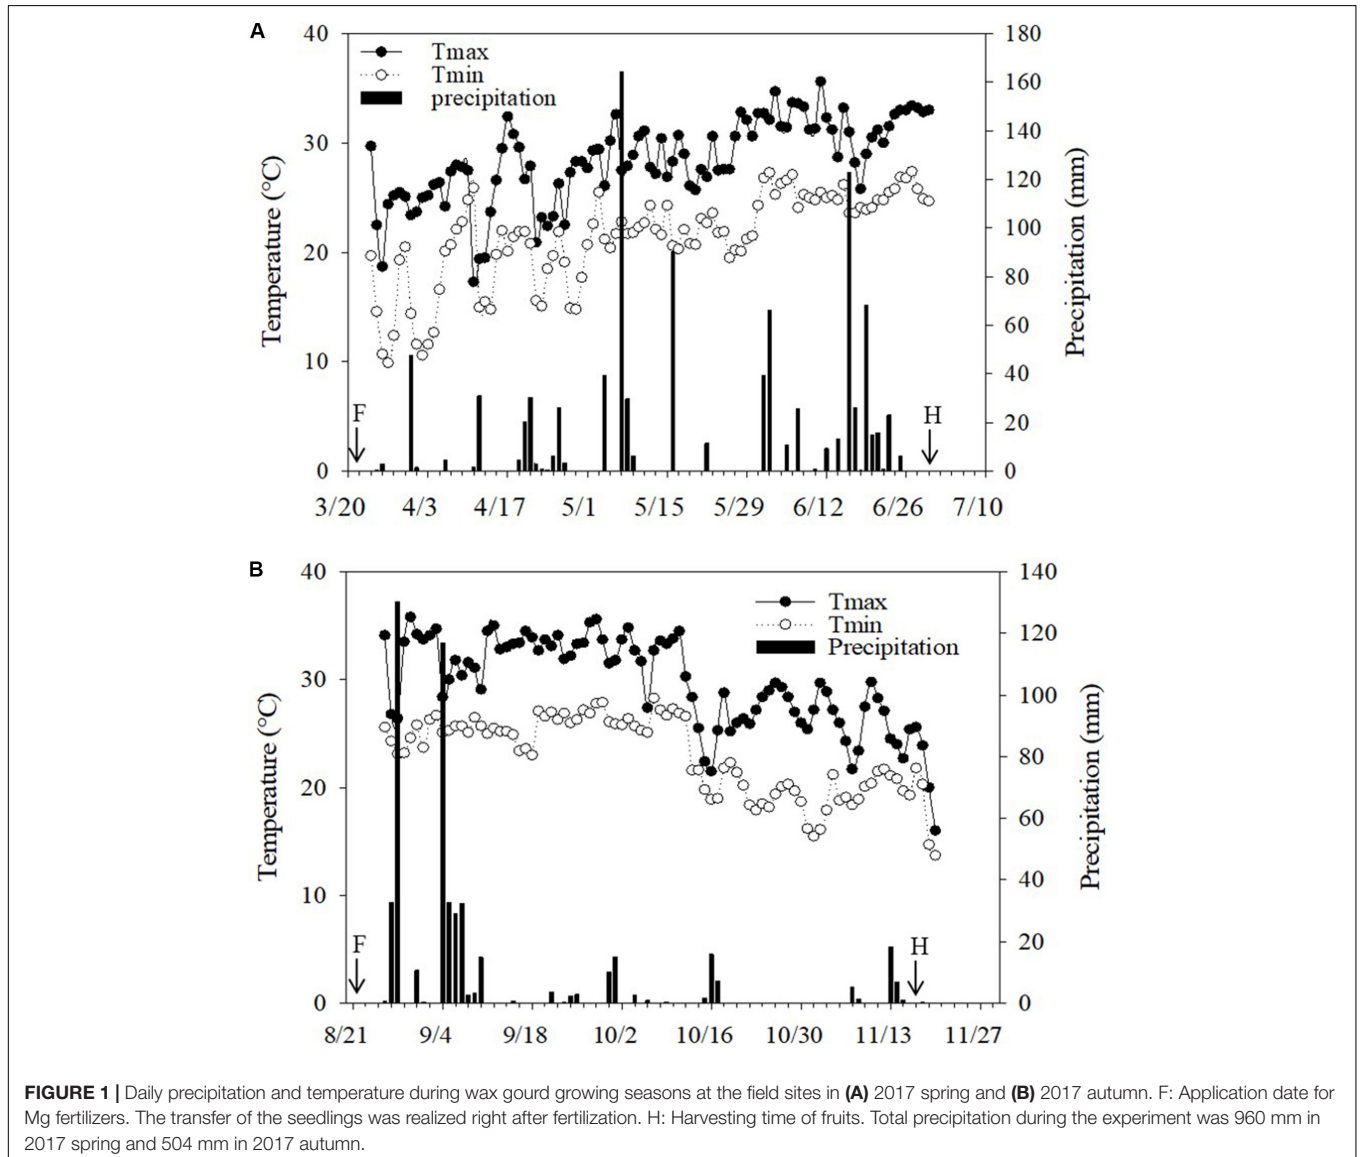 A
40
180
Tmax
Tmin
precipitation
160
140
30
120
100
20
80
60
10
40
20
0
0
Temperature (°C)
Precipitation (mm)
F
H
3/20 4/3 4/17 5/1 5/15 5/29 6/12 6/26 7/10
B
40
140
Tmax
Tmin
Precipitation
120
30
100
80
20
60
10
40
20
0
0
Temperature (°C)
Precipitation (mm)
F
H
8/21 9/4 9/18 10/2 10/16 10/30 11/13 11/27
FIGURE 1 | Daily precipitation and temperature during wax gourd growing seasons at the field sites in (A) 2017 spring and (B) 2017 autumn. F: Application date for
Mg fertilizers. The transfer of the seedlings was realized right after fertilization. H: Harvesting time of fruits. Total precipitation during the experiment was 960 mm in
2017 spring and 504 mm in 2017 autumn.